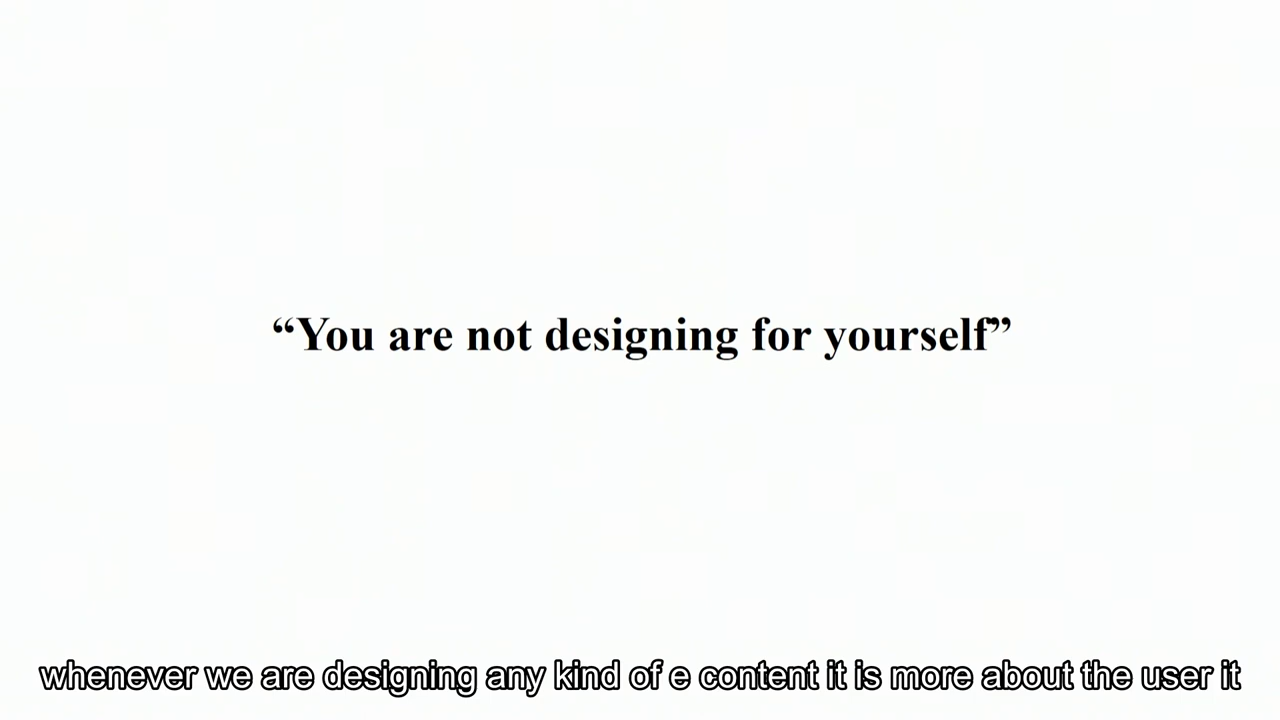 “You are not designing for yourself”
whenever we are designing any kind of e content it is more about the user it